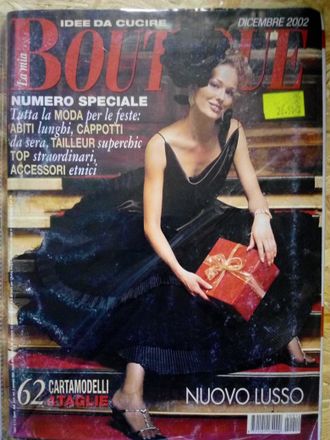 IDEE DA CUCIRE
DICEMBRE 2002
La mia...
BOUTIQUE
NUMERO SPECIALE
Tutta la MODA per le feste:
ABITI lunghi, CAPPOTTI
da sera, TAILLEUR superchic
TOP straordinari,
ACCESSORI etnici
62 CARTAMODELLI
4 TAGLIE
NUOVO LUSSO